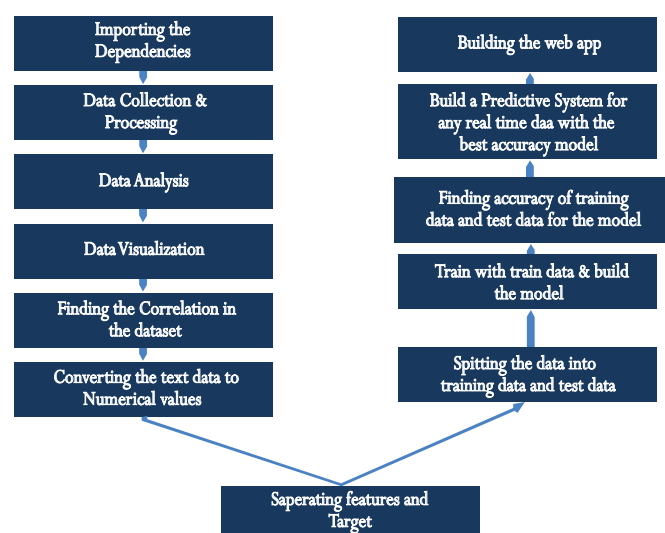 Importing the
Dependencies
Data Collection &
Processing
Data Analysis
Data Visualization
Finding the Correlation in
the dataset
Converting the text data to
Numerical values
Saperating features and
Target
Spitting the data into
training data and test data
Train with train data & build
the model
Finding accuracy of training
data and test data for the model
Build a Predictive System for
any real time daa with the
best accuracy model
Building the web app